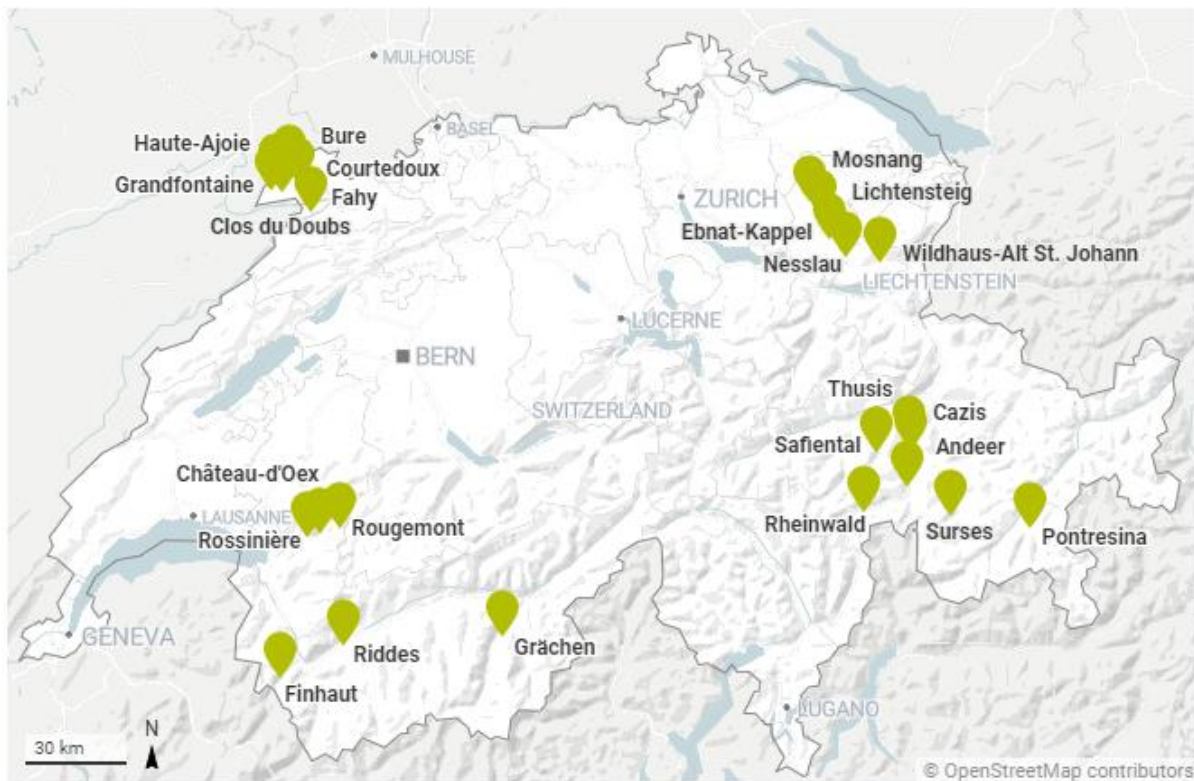 MULHOUSE
BASEL
Haute-Ajoie
Bure
Courtedoux
Grandfontaine
Fahy
Clos du Doubs
Mosnang
ZURICH
Lichtensteig
Ebnat-Kappel
Nesslau
Wildhaus-Alt St. Johann
LIECHTENSTEIN
LUCERNE
BERN
SWITZERLAND
Thusis
Cazis
Safiental
Andeer
Château-d'Oex
LAUSANNE
Rossinière
Rougemont
Rheinwald
Surses
Pontresina
GENEVA
Riddes
Grächen
Finhaut
LUGANO
N
30 km
© OpenStreetMap contributors